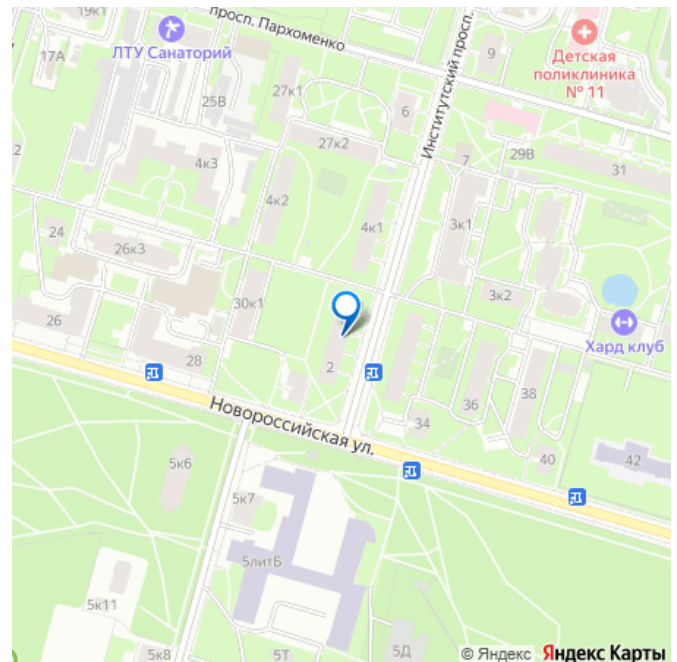 19к1
просп. Пархоменко
17А
ЛТУ Санаторий
9
Детская
поликлиника
№ 11
25В
27к1
6
Институтский просп.
2
27к2
29В
7
31
4к3
4к2
4к1
3к1
24
26к3
30к1
3к2
26
28
2
Хард клуб
38
36
34
Новороссийская ул.
40
42
5к6
5к7
5литБ
5к11
5к8
5Т
5Д
© Яндекс Яндекс Карты